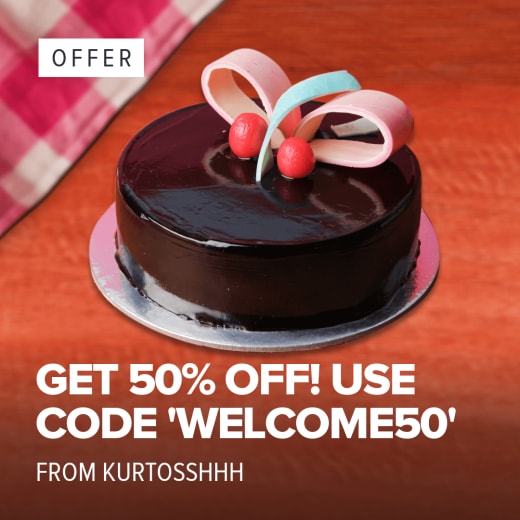 OFFER
GET 50% OFF! USE
CODE 'WELCOME50'
FROM KURTOSSHHH